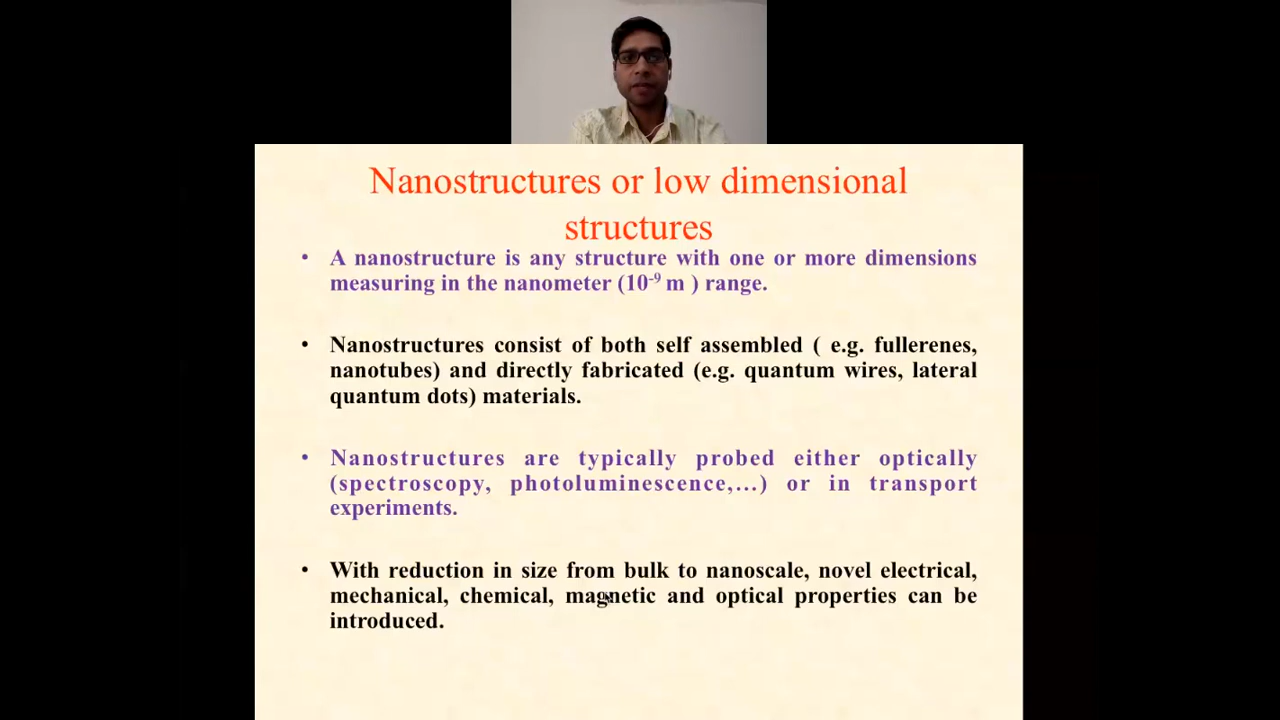 Nanostructures or low dimensional
structures
• A nanostructure is any structure with one or more dimensions
measuring in the nanometer (10⁻⁹ m ) range.
• Nanostructures consist of both self assembled ( e.g. fullerenes,
nanotubes) and directly fabricated (e.g. quantum wires, lateral
quantum dots) materials.
• Nanostructures are typically probed either optically
(spectroscopy, photoluminescence,…) or in transport
experiments.
• With reduction in size from bulk to nanoscale, novel electrical,
mechanical, chemical, magnetic and optical properties can be
introduced.